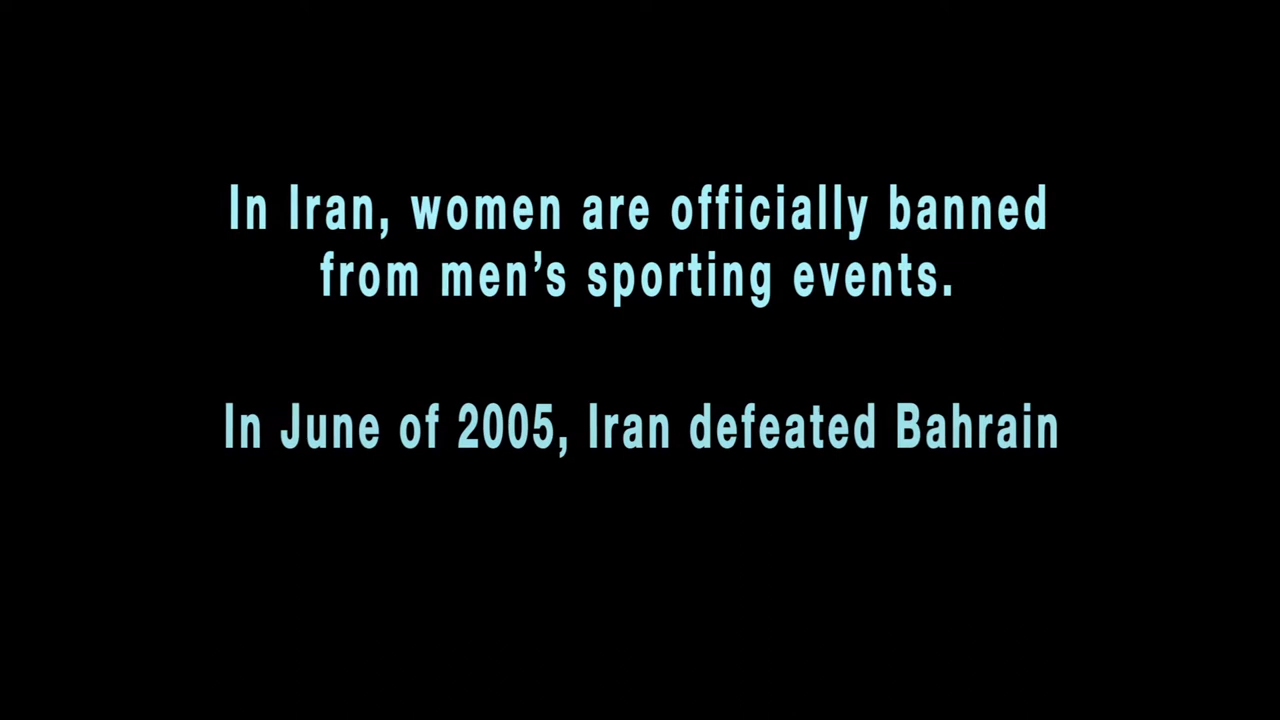 In Iran, women are officially banned
from men’s sporting events.
In June of 2005, Iran defeated Bahrain